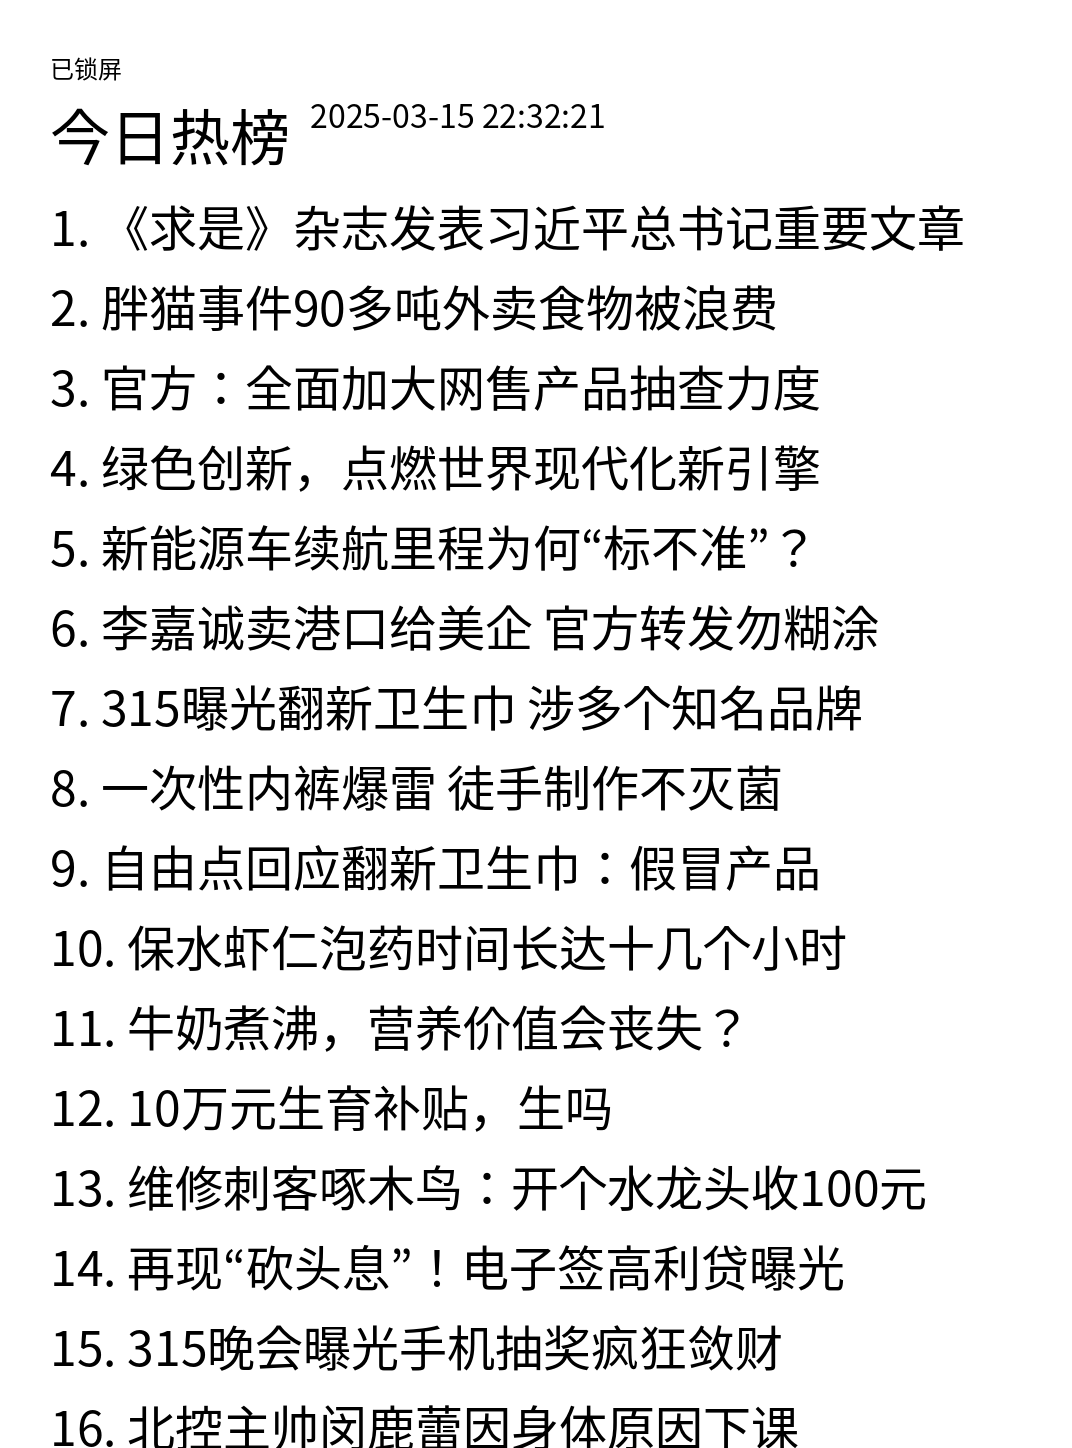 已锁屏
今日热榜 2025-03-15 22:32:21
1. 《求是》杂志发表习近平总书记重要文章
2. 胖猫事件90多吨外卖食物被浪费
3. 官方：全面加大网售产品抽查力度
4. 绿色创新，点燃世界现代化新引擎
5. 新能源车续航里程为何“标不准”？
6. 李嘉诚卖港口给美企 官方转发勿糊涂
7. 315曝光翻新卫生巾 涉多个知名品牌
8. 一次性内裤爆雷 徒手制作不灭菌
9. 自由点回应翻新卫生巾：假冒产品
10. 保水虾仁泡药时间长达十几个小时
11. 牛奶煮沸，营养价值会丧失？
12. 10万元生育补贴，生吗
13. 维修刺客啄木鸟：开个水龙头收100元
14. 再现“砍头息”！电子签高利贷曝光
15. 315晚会曝光手机抽奖疯狂敛财
16. 北控主帅闵鹿蕾因身体原因下课